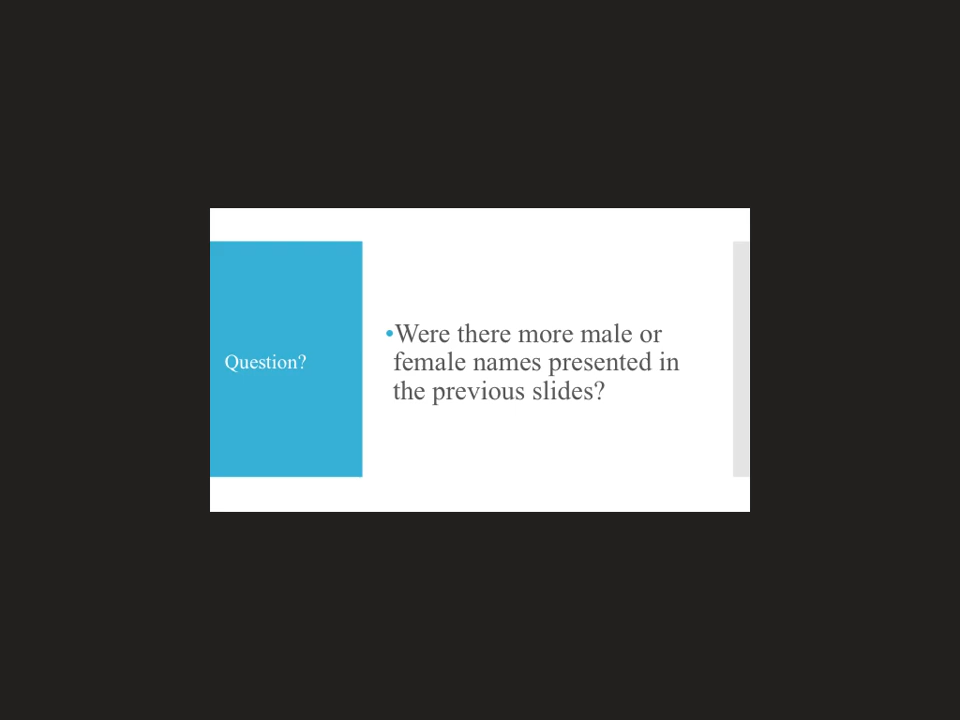 Question?
•Were there more male or
female names presented in
the previous slides?